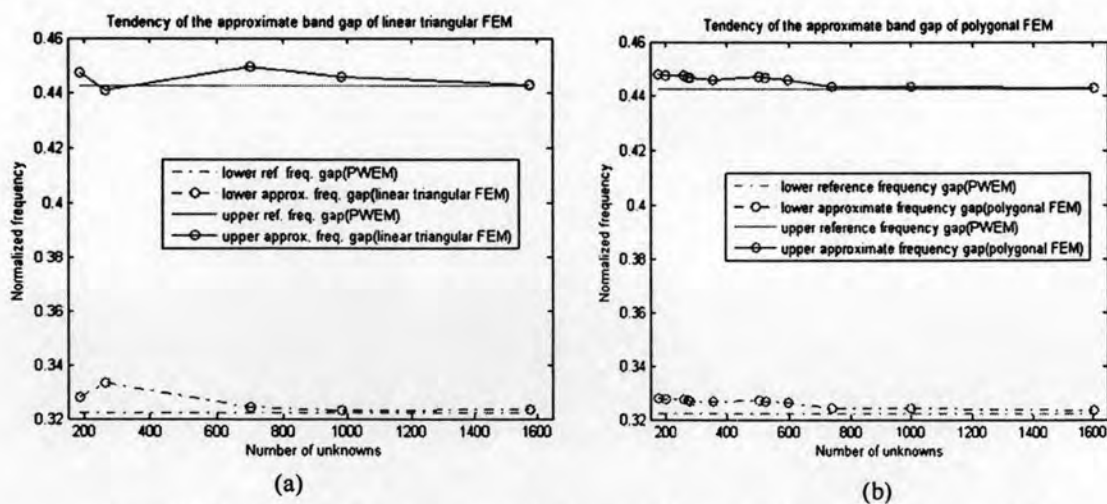 Tendency of the approximate band gap of linear triangular FEM
0.46
0.44
0.42
0.4
0.38
0.36
0.34
0.32
Normalized frequency
lower ref. freq. gap(PWEM)
lower approx. freq. gap(linear triangular FEM)
upper ref. freq. gap(PWEM)
upper approx. freq. gap(linear triangular FEM)
200 400 600 800 1000 1200 1400 1600
Number of unknowns
(a)
Tendency of the approximate band gap of polygonal FEM
0.46
0.44
0.42
0.4
0.38
0.36
0.34
0.32
Normalized frequency
lower reference frequency gap(PWEM)
lower approximate frequency gap(polygonal FEM)
upper reference frequency gap(PWEM)
upper approximate frequency gap(polygonal FEM)
200 400 600 800 1000 1200 1400 1600
Number of unknowns
(b)